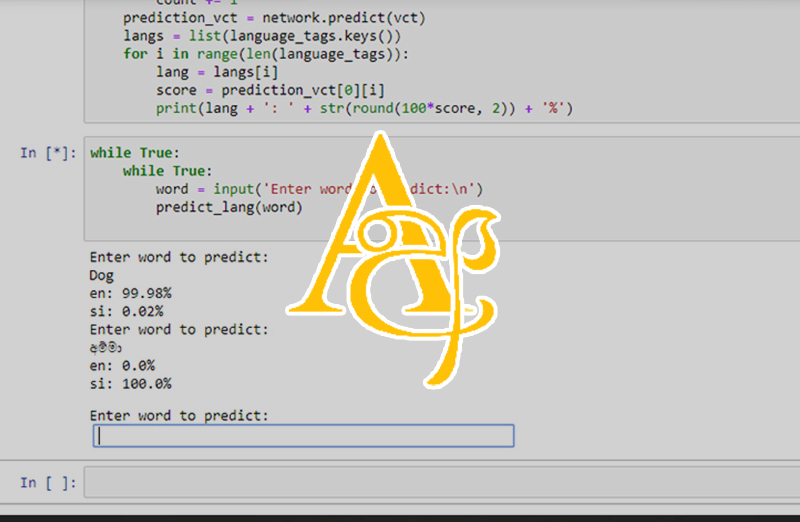 count += 1
prediction_vct = network.predict(vct)
langs = list(language_tags.keys())
for i in range(len(language_tags)):
lang = langs[i]
score = prediction_vct[0][i]
print(lang + ': ' + str(round(100*score, 2)) + '%')
In [*]: while True:
while True:
word = input('Enter word dict:\n')
predict_lang(word)
Enter word to predict:
Dog
en: 99.98%
si: 0.02%
Enter word to predict:
අම්මා
en: 0.0%
si: 100.0%
Enter word to predict:
In [ ]:
A